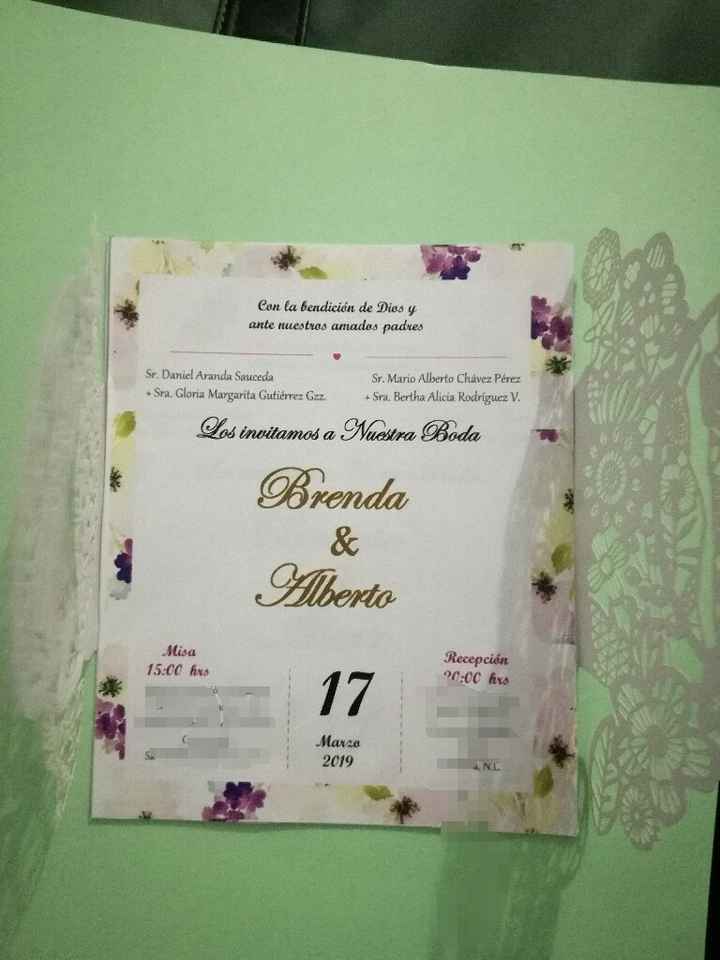 Con la bendición de Dios y
ante nuestros amados padres
Sr. Daniel Aranda Sauceda
+ Sra. Gloria Margarita Gutiérrez Gzz.
Sr. Mario Alberto Chávez Pérez
+ Sra. Bertha Alicia Rodríguez V.
Los invitamos a Nuestra Boda
Brenda
&
Alberto
Misa
15:00 hrs
17
Marzo
2019
Recepción
20:00 hrs
N.L.